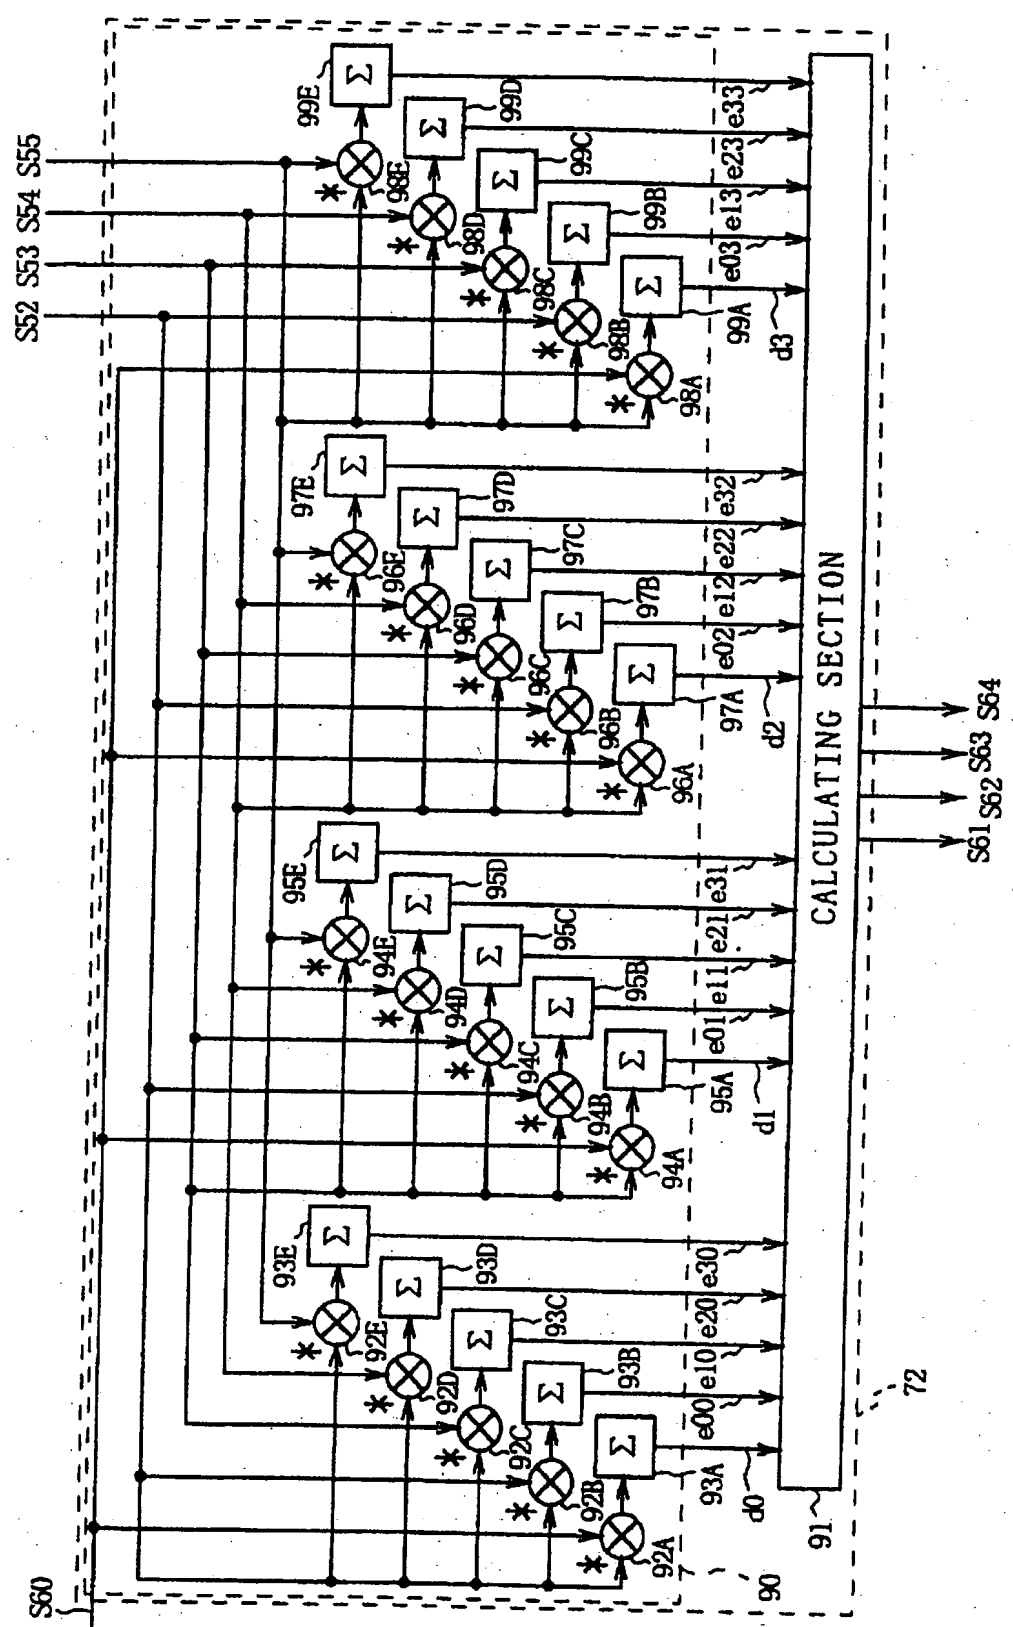 S60
S52
S53
S54
S55
92A
92B
92C
92D
92E
93A
93B
93C
93D
93E
Σ
Σ
Σ
Σ
Σ
94A
94B
94C
94D
94E
95A
95B
95C
95D
95E
Σ
Σ
Σ
Σ
Σ
96A
96B
96C
96D
96E
97A
97B
97C
97D
97E
Σ
Σ
Σ
Σ
Σ
98A
98B
98C
98D
98E
99A
99B
99C
99D
99E
Σ
Σ
Σ
Σ
Σ
d0
e00
e10
e20
e30
d1
e01
e11
e21
e31
d2
e02
e12
e22
e32
d3
e03
e13
e23
e33
90
91
72
CALCULATING SECTION
S61
S62
S63
S64